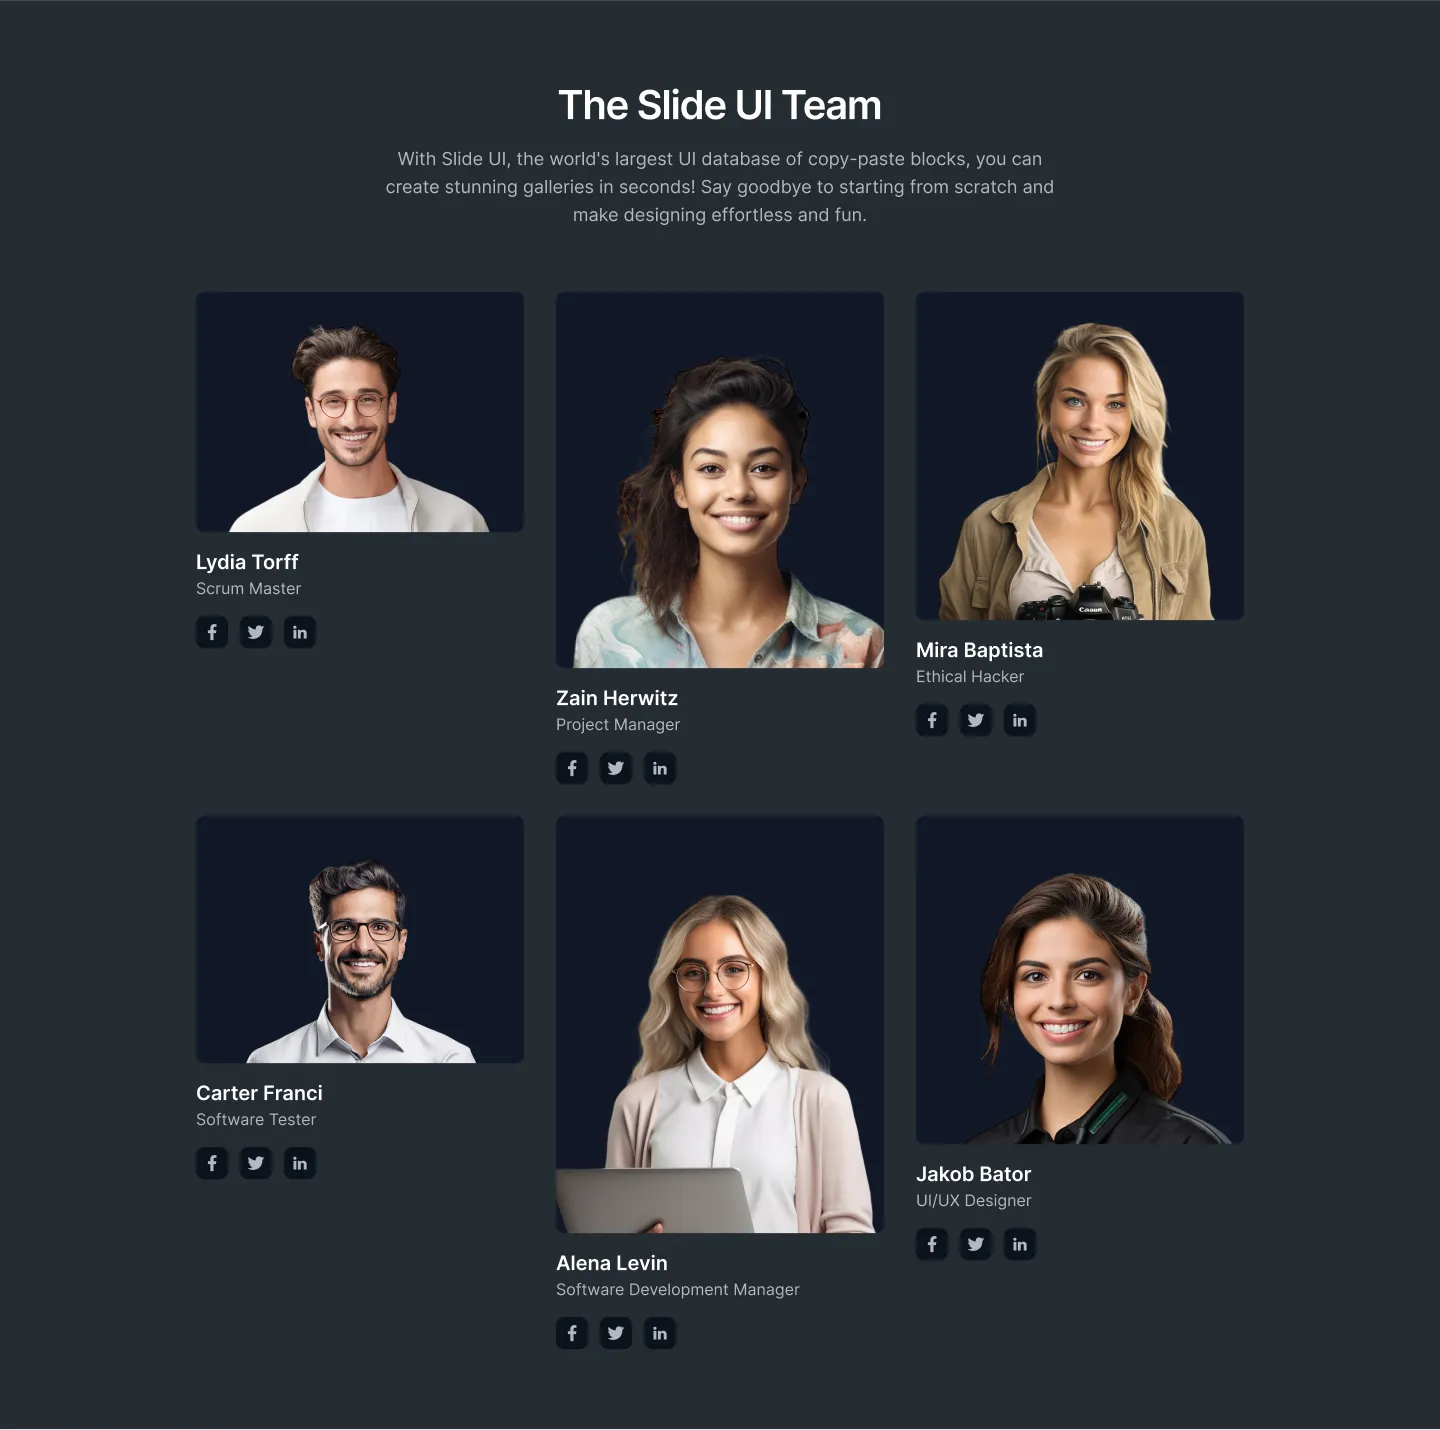 The Slide UI Team
With Slide UI, the world's largest UI database of copy-paste blocks, you can
create stunning galleries in seconds! Say goodbye to starting from scratch and
make designing effortless and fun.
Lydia Torff
Scrum Master
f
in
Zain Herwitz
Project Manager
f
in
Canon
Mira Baptista
Ethical Hacker
f
in
Carter Franci
Software Tester
f
in
Alena Levin
Software Development Manager
f
in
Jakob Bator
UI/UX Designer
f
in